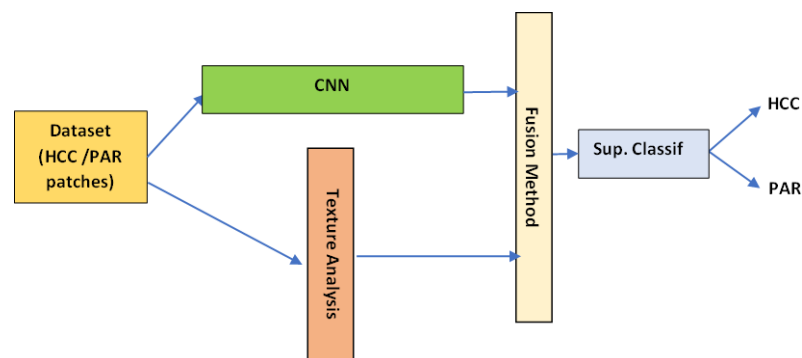 CNN
Dataset
(HCC /PAR
patches)
Texture Analysis
Fusion Method
Sup. Classif
HCC
PAR